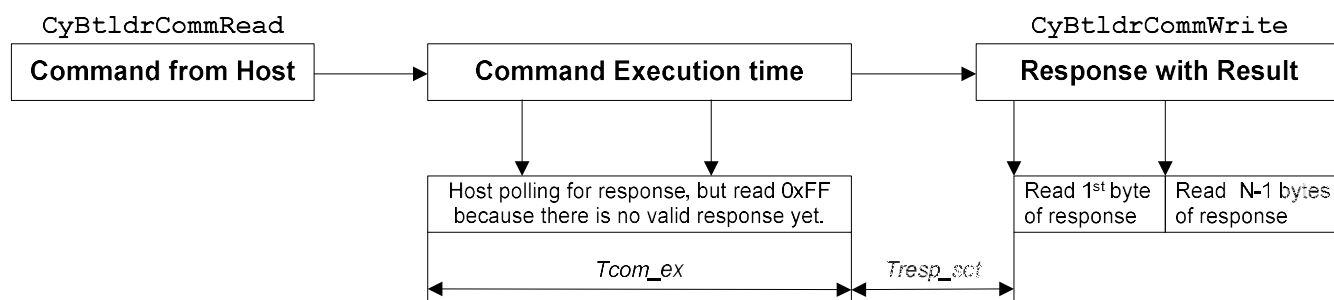 CyBtldrCommRead
CyBtldrCommWrite
Command from Host
Command Execution time
Response with Result
Host polling for response, but read 0xFF
because there is no valid response yet.
Read 1st byte
of response
Read N-1 bytes
of response
Tcom_ex
Tresp_sct